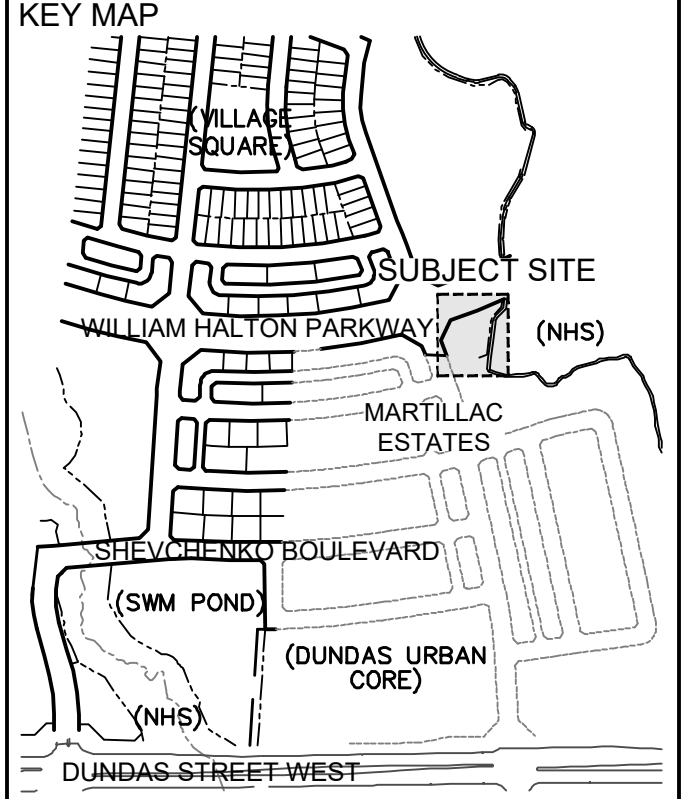 KEY MAP
(VILLAGE
SQUARE)
SUBJECT SITE
WILLIAM HALTON PARKWAY
(NHS)
MARTILLAC
ESTATES
SHEVCHENKO BOULEVARD
(SWM POND)
(DUNDAS URBAN
CORE)
(NHS)
DUNDAS STREET WEST